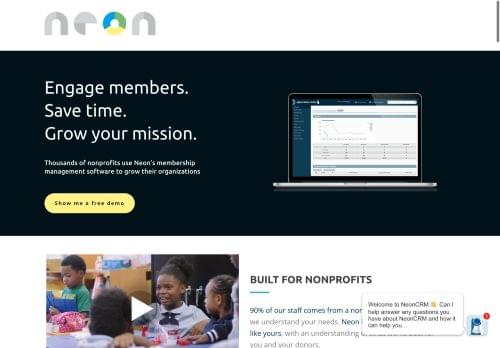 neon
Engage members.
Save time.
Grow your mission.
Thousands of nonprofits use Neon's membership
management software to grow their organizations
Show me a free demo
BUILT FOR NONPROFITS
90% of our staff comes from a non
we understand your needs. Neon i
like yours, with an understanding
you and your donors.
Welcome to NeonCRM 👋 Can I
help answer any questions you
have about NeonCRM and how it
can help you...
1